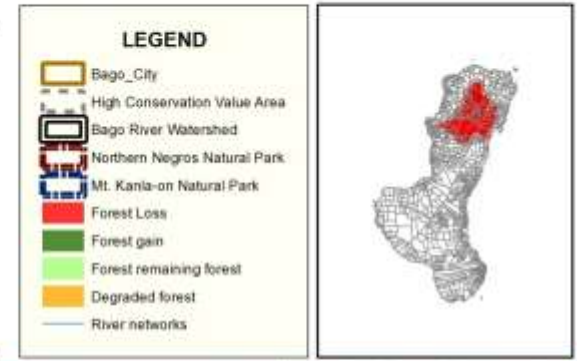 LEGEND
Bago_City
High Conservation Value Area
Bago River Watershed
Northern Negros Natural Park
Mt. Kanla-on Natural Park
Forest Loss
Forest gain
Forest remaining forest
Degraded forest
River networks